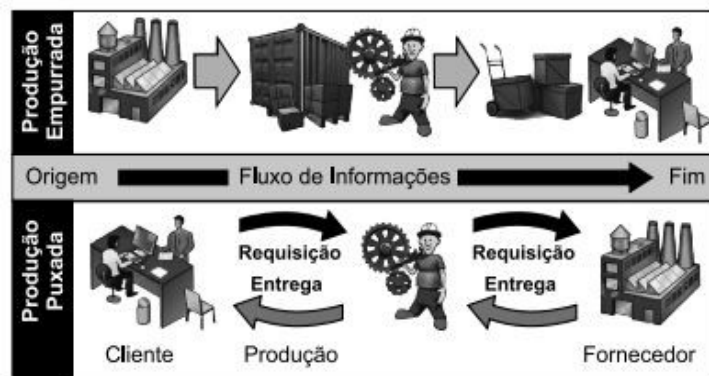 Produção
Empurrada
Origem Fluxo de Informações Fim
Produção
Puxada
Requisição Requisição
Entrega Entrega
Cliente Produção Fornecedor